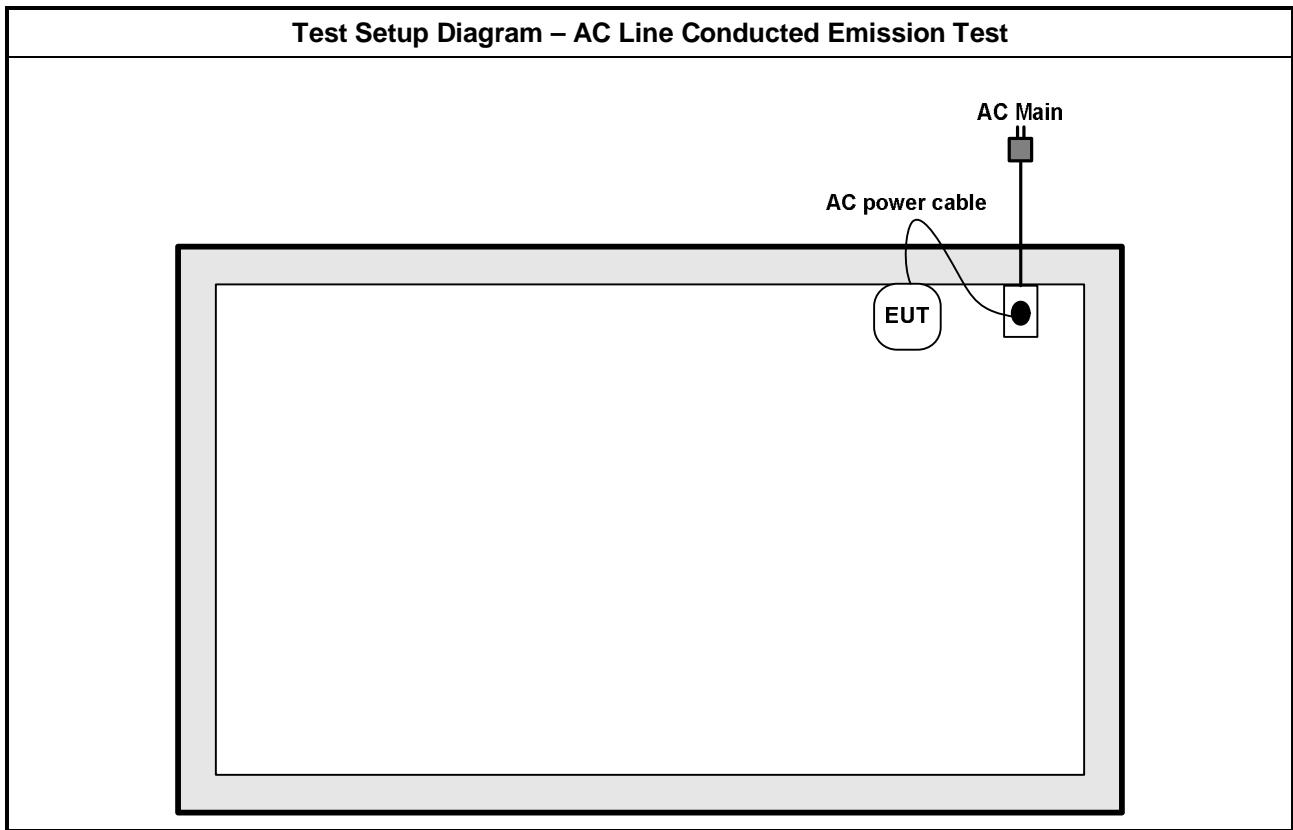 Test Setup Diagram – AC Line Conducted Emission Test
AC Main
AC power cable
EUT